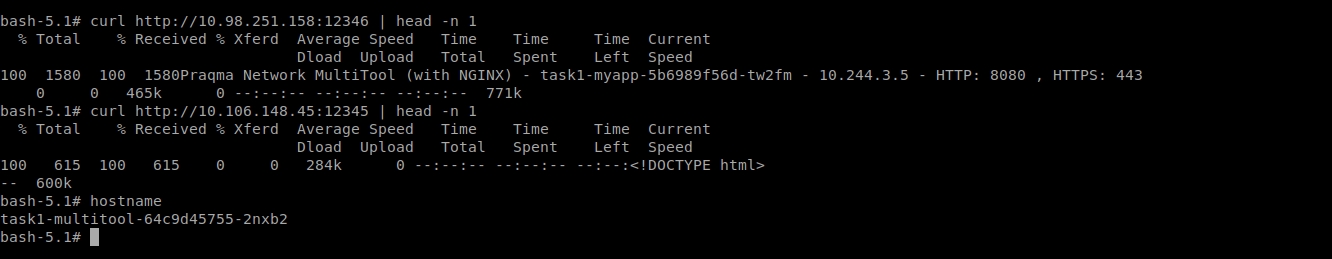 bash-5.1# curl http://10.98.251.158:12346 | head -n 1
  % Total    % Received % Xferd  Average Speed   Time    Time     Time  Current
                                 Dload  Upload   Total   Spent    Left  Speed
100  1580  100  1580Praqma Network MultiTool (with NGINX) - task1-myapp-5b6989f56d-tw2fm - 10.244.3.5 - HTTP: 8080 , HTTPS: 443
    0     0   465k      0 --:--:-- --:--:-- --:--:--  771k
bash-5.1# curl http://10.106.148.45:12345 | head -n 1
  % Total    % Received % Xferd  Average Speed   Time    Time     Time  Current
                                 Dload  Upload   Total   Spent    Left  Speed
100   615  100   615    0     0   284k      0 --:--:-- --:--:-- --:--:<!DOCTYPE html>
--  600k
bash-5.1# hostname
task1-multitool-64c9d45755-2nxb2
bash-5.1#